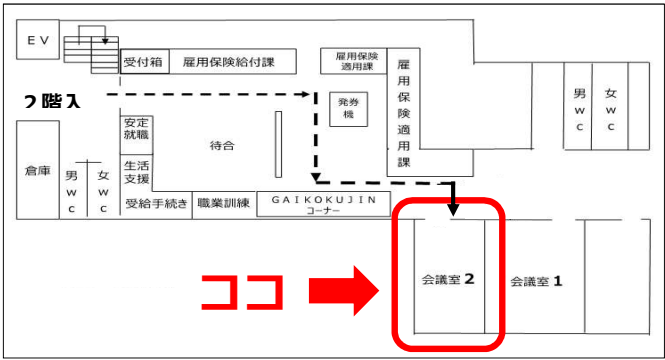 EV
受付箱
雇用保険給付課
雇用保険
適用課
雇用保険適用課
男wc
女wc
2階入
発券
機
安定
就職
待合
倉庫
男wc
女wc
生活
支援
受給手続き
職業訓練
GAIKOKUJIN
コーナー
会議室2
会議室1
ココ